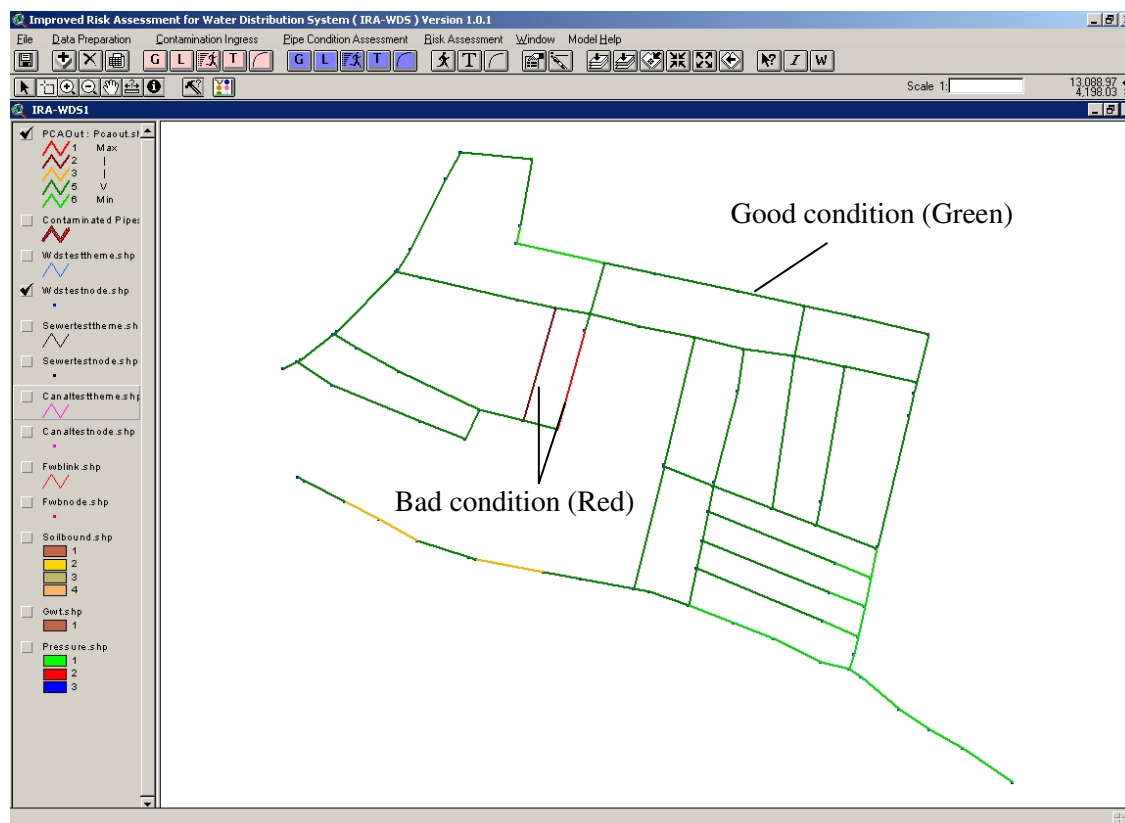 Improved Risk Assessment for Water Distribution System ( IRA-WDS ) Version 1.0.1
File Data Preparation Contamination Ingress Pipe Condition Assessment Risk Assessment Window Model Help
G L T G L T T ? I W
Scale 1: 13,088.97
4,198.03
IRA-WDS1
PCAOut : Pcaout.sh
1 Max
2 |
3 |
5 V
6 Min
Contaminated Pipes
Wdstesttheme.shp
Wdstestnode.shp
Sewertesttheme.sh
Sewertestnode.shp
Canaltesttheme.shp
Canaltestnode.shp
Fwblink.shp
Fwbnode.shp
Soilbound.shp
1
2
3
4
Gwt.shp
1
Pressure.shp
1
2
3
Good condition (Green)
Bad condition (Red)